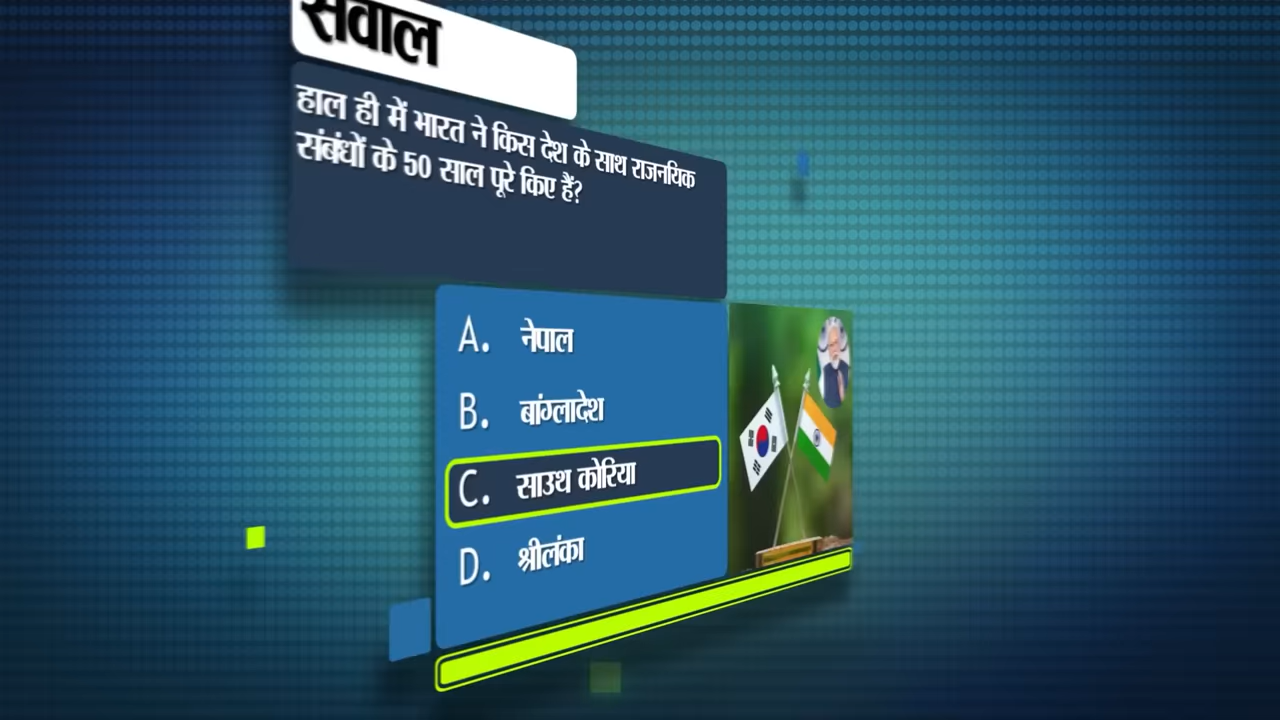 सवाल
हाल ही में भारत ने किस देश के साथ राजनयिक
संबंधों के 50 साल पूरे किए हैं?
A. नेपाल
B. बांग्लादेश
C. साउथ कोरिया
D. श्रीलंका